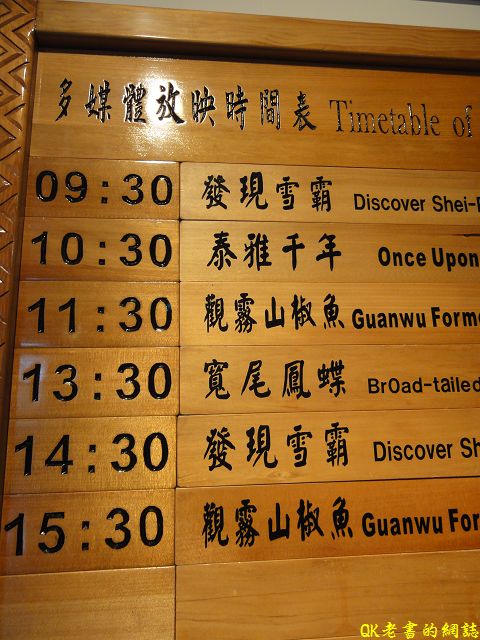 多媒體放映時間表 Timetable of
09:30 發現雪霸 Discover Shei-P
10:30 泰雅千年 Once Upon
11:30 觀霧山椒魚 Guanwu Formo
13:30 寬尾鳳蝶 BrOad-tailed
14:30 發現雪霸 Discover Sh
15:30 觀霧山椒魚 Guanwu For
QK老書的網誌